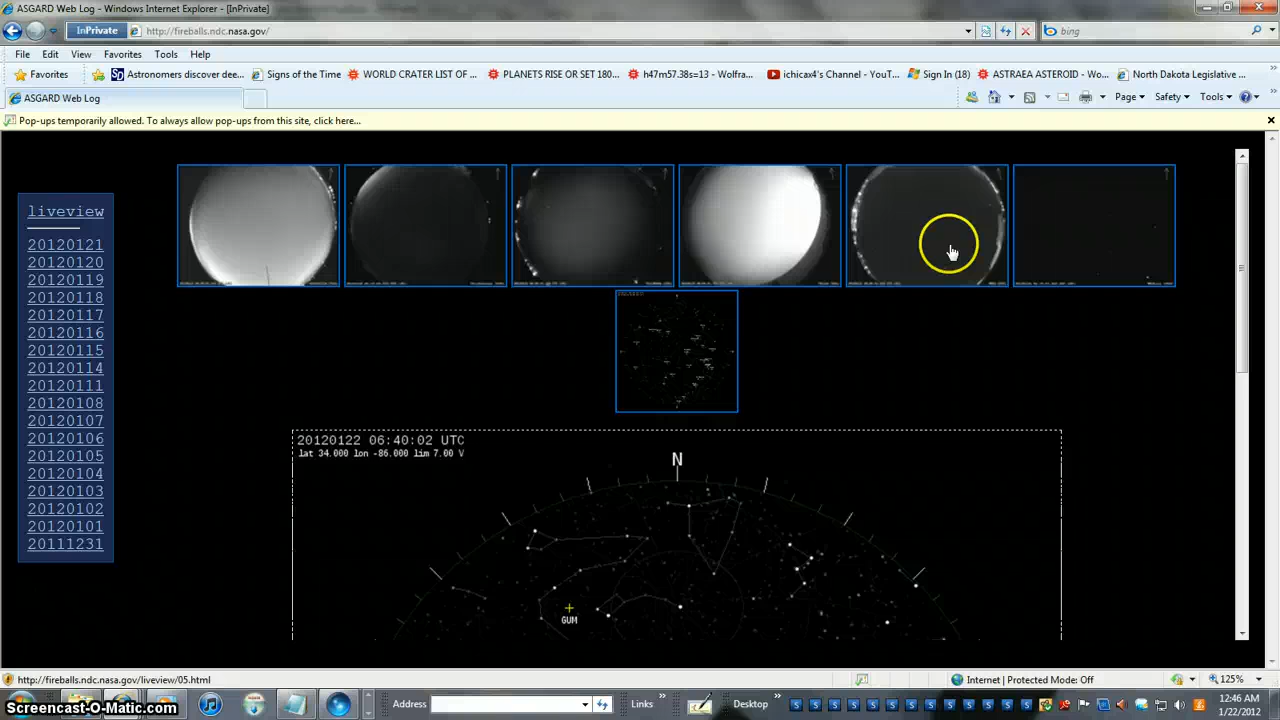 ASGARD Web Log - Windows Internet Explorer - [InPrivate]
InPrivate http://fireballs.ndc.nasa.gov/ bing
File Edit View Favorites Tools Help
Favorites Astronomers discover dee... Signs of the Time WORLD CRATER LIST OF ... PLANETS RISE OR SET 180... h47m57.38s=13 - Wolfra... ichicax4's Channel - YouT... Sign In (18) ASTRAEA ASTEROID - Wo... North Dakota Legislative ...
ASGARD Web Log Page Safety Tools
Pop-ups temporarily allowed. To always allow pop-ups from this site, click here...
liveview
20120121
20120120
20120119
20120118
20120117
20120116
20120115
20120114
20120111
20120108
20120107
20120106
20120105
20120104
20120103
20120102
20120101
20111231
20120122 06:40:02 UTC
lat 34.000 lon -86.000 lim 7.00 V
N
GUM
http://fireballs.ndc.nasa.gov/liveview/05.html Internet | Protected Mode: Off 125%
Address Links Desktop 12:46 AM
Screencast-O-Matic.com 1/22/2012